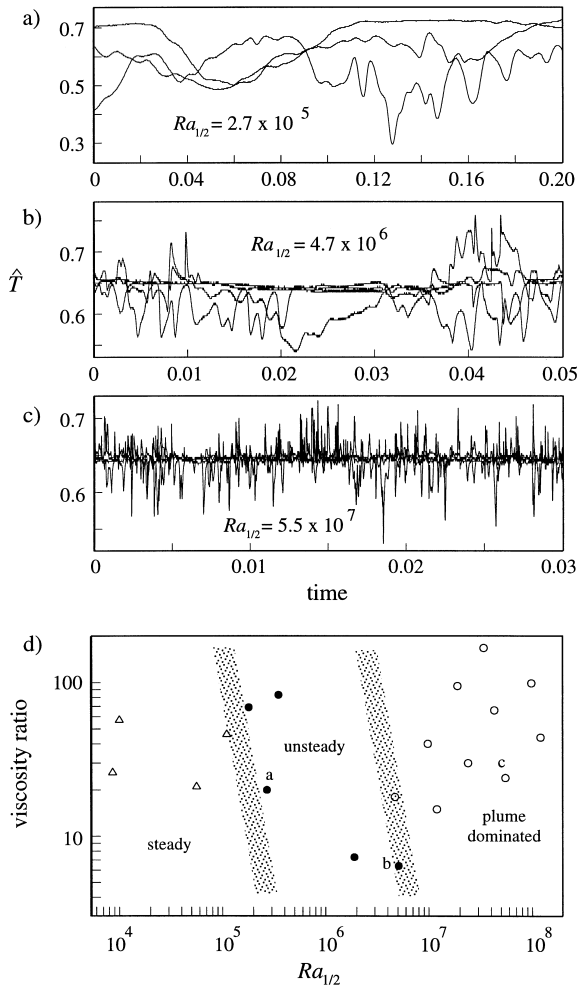 a)
0.7
0.5
0.3
Ra1/2 = 2.7 x 10^5
0 0.04 0.08 0.12 0.16 0.20
b)
0.7
T̂
0.6
Ra1/2 = 4.7 x 10^6
0 0.01 0.02 0.03 0.04 0.05
c)
0.7
0.6
Ra1/2 = 5.5 x 10^7
0 0.01 0.02 0.03
time
d)
viscosity ratio
100
10
unsteady
a
c
plume
dominated
steady
b
10^4 10^5 10^6 10^7 10^8
Ra1/2